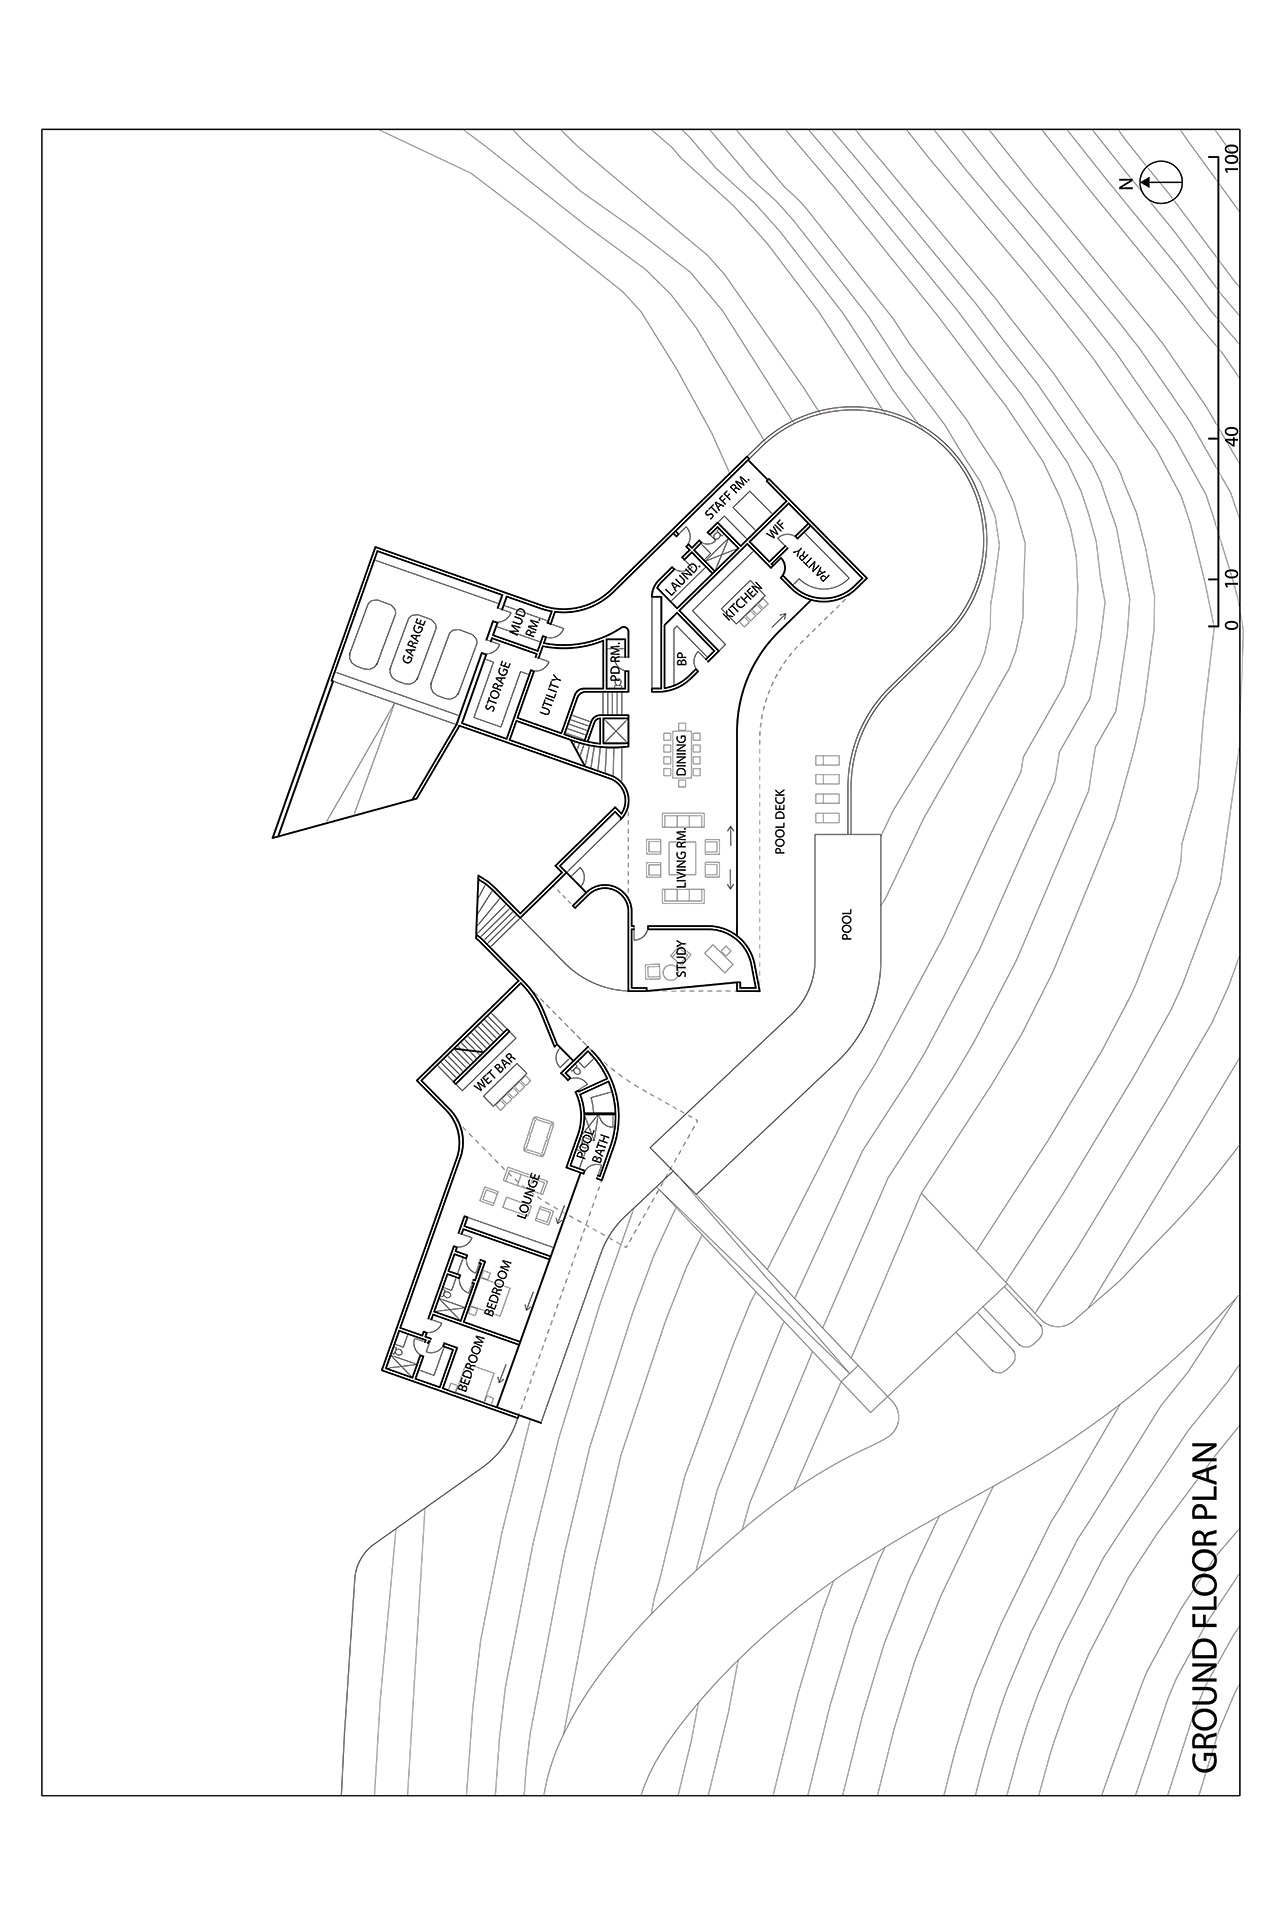 GARAGE
MUD
RM.
STORAGE
UTILITY
PD RM.
STAFF RM.
LAUND.
WIF
PANTRY
KITCHEN
BP
DINING
LIVING RM.
STUDY
POOL DECK
POOL
WET BAR
POOL
BATH
LOUNGE
BEDROOM
BEDROOM
N
0 10 40 100
GROUND FLOOR PLAN